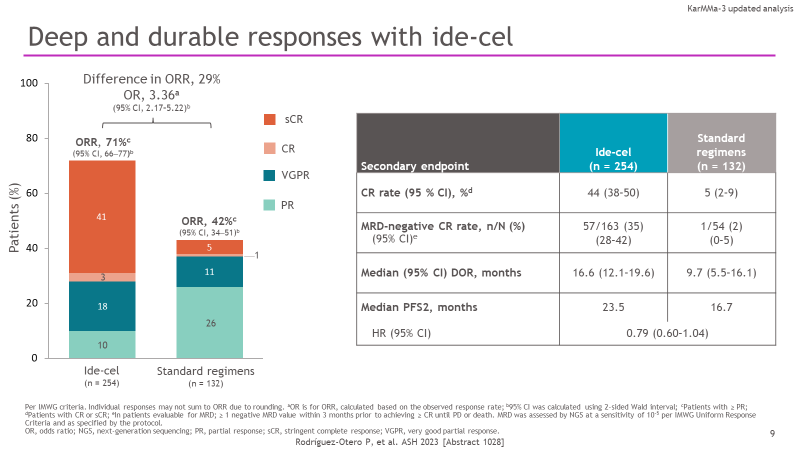 KarMMa-3 updated analysis
Deep and durable responses with ide-cel
Difference in ORR, 29%
OR, 3.36ᵃ
(95% CI, 2.17–5.22)ᵇ
100
80
60
40
20
0
Patients (%)
ORR, 71%ᶜ
(95% CI, 66–77)ᵇ
41
3
18
10
ORR, 42%ᶜ
(95% CI, 34–51)ᵇ
5
1
11
26
Ide-cel
(n = 254)
Standard regimens
(n = 132)
sCR
CR
VGPR
PR
Secondary endpoint
Ide-cel
(n = 254)
Standard
regimens
(n = 132)
CR rate (95 % CI), %ᵈ
44 (38-50)
5 (2-9)
MRD-negative CR rate, n/N (%)
(95% CI)ᵉ
57/163 (35)
(28-42)
1/54 (2)
(0-5)
Median (95% CI) DOR, months
16.6 (12.1-19.6)
9.7 (5.5-16.1)
Median PFS2, months
23.5
16.7
HR (95% CI)
0.79 (0.60-1.04)
Per IMWG criteria. Individual responses may not sum to ORR due to rounding. ᵃOR is for ORR, calculated based on the observed response rate; ᵇ95% CI was calculated using 2-sided Wald interval; ᶜPatients with ≥ PR;
ᵈPatients with CR or sCR; ᵉIn patients evaluable for MRD; ≥ 1 negative MRD value within 3 months prior to achieving ≥ CR until PD or death. MRD was assessed by NGS at a sensitivity of 10⁻⁵ per IMWG Uniform Response
Criteria and as specified by the protocol.
OR, odds ratio; NGS, next-generation sequencing; PR, partial response; sCR, stringent complete response; VGPR, very good partial response.
Rodríguez-Otero P, et al. ASH 2023 [Abstract 1028]
9